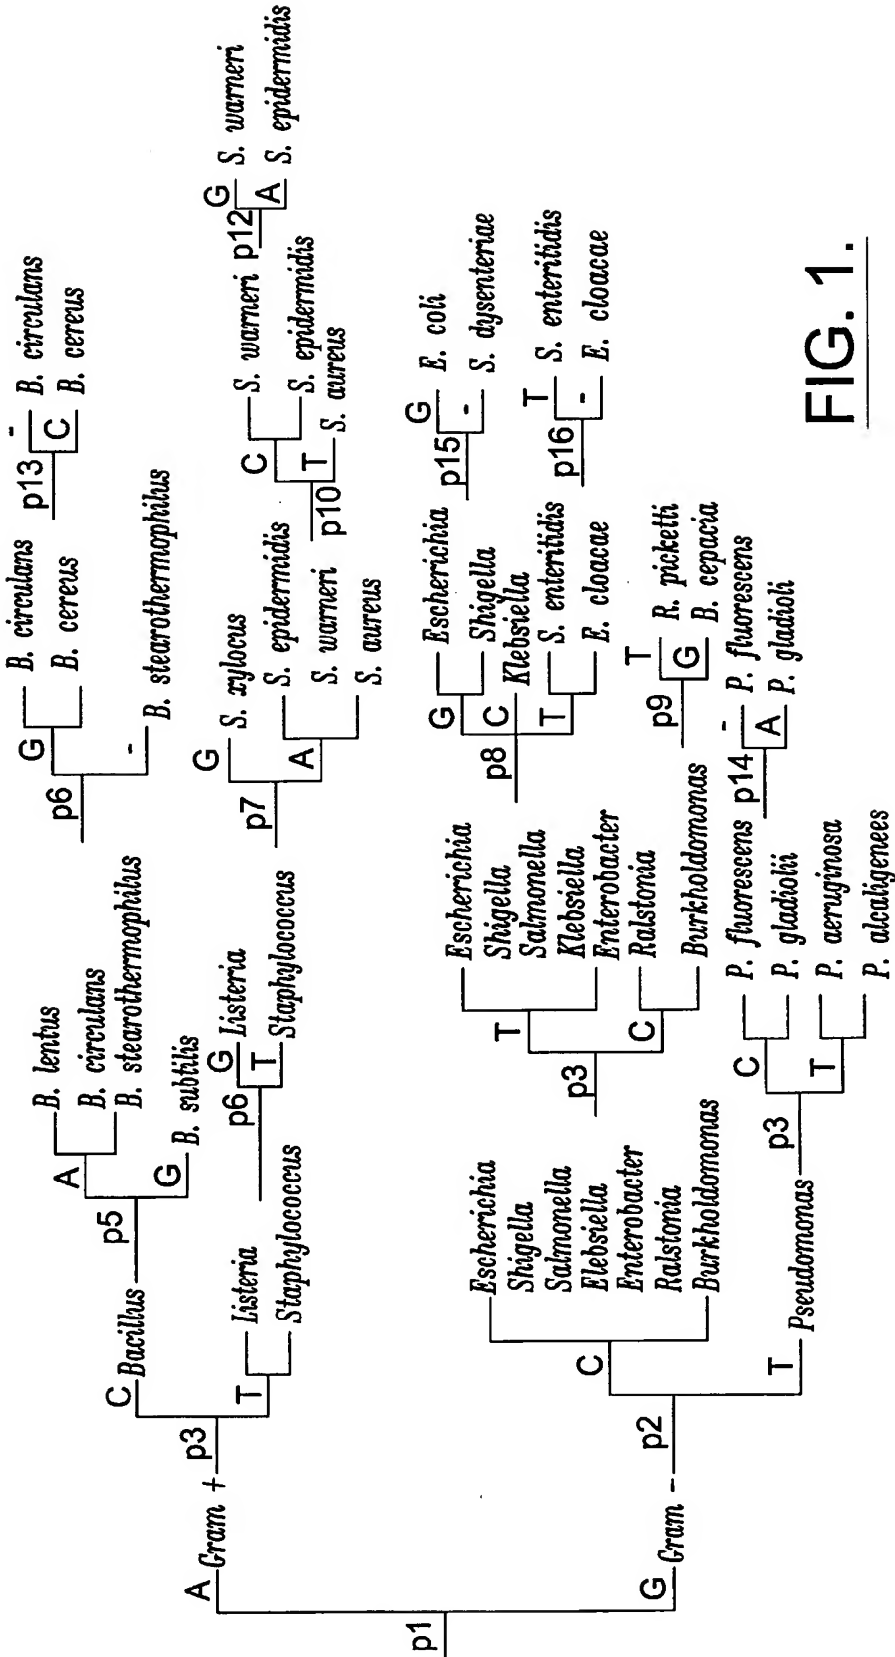 p1
A
Gram +
G
Gram -
p3
C
Bacillus
T
Listeria
Staphylococcus
p5
A
B. lentus
B. circulans
B. stearothermophilus
G
B. subtilis
p6
G
Listeria
T
Staphylococcus
p6
G
B. circulans
B. cereus
-
B. stearothermophilus
p13
-
B. circulans
C
B. cereus
p7
G
S. xylocus
A
S. epidermidis
S. warneri
S. aureus
p10
C
S. warneri
S. epidermidis
T
S. aureus
p12
G
S. warneri
A
S. epidermidis
p2
C
Escherichia
Shigella
Salmonella
Elebsiella
Enterobacter
Ralstonia
Burkholdomonas
T
Pseudomonas
p3
T
Escherichia
Shigella
Salmonella
Klebsiella
Enterobacter
C
Ralstonia
Burkholdomonas
p8
G
Escherichia
Shigella
C
Klebsiella
T
S. enteritidis
E. cloacae
p15
G
E. coli
-
S. dysenteriae
p16
T
S. enteritidis
-
E. cloacae
p9
T
R. picketti
G
B. cepacia
p3
C
P. fluorescens
P. gladiolii
T
P. aeruginosa
P. alcaligenees
p14
-
P. fluorescens
A
P. gladioli
FIG. 1.